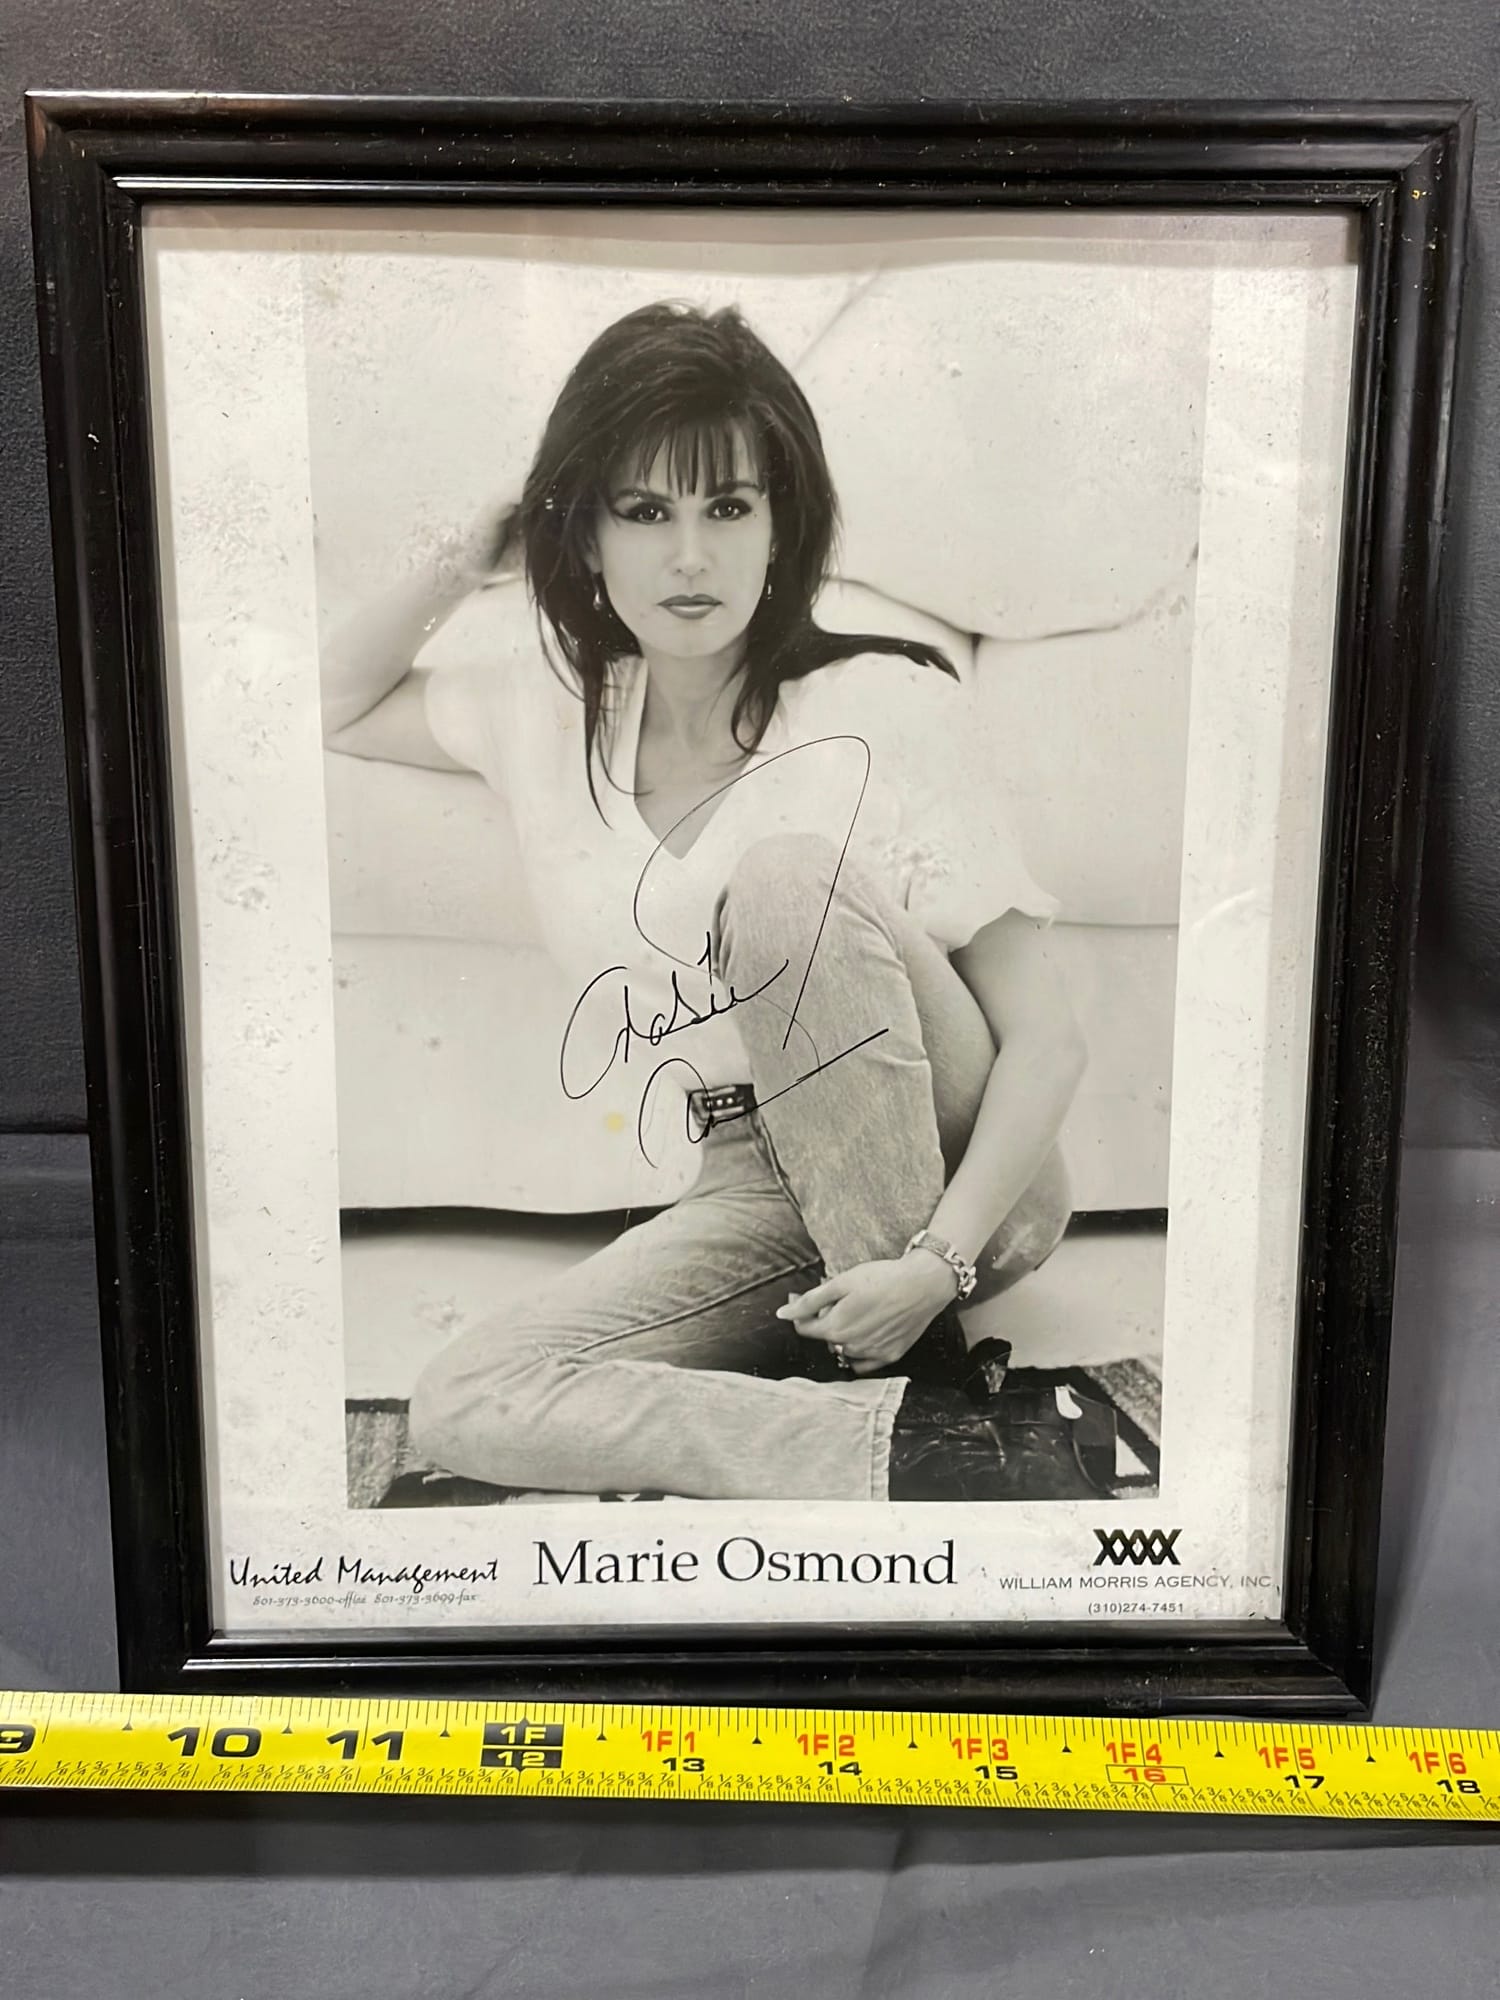 United Management
801-373-3600-office 801-373-3699-fax
Marie Osmond
WILLIAM MORRIS AGENCY, INC.
(310)274-7451
9 10 11 1F 1F1 1F2 1F3 1F4 1F5 1F6
12 13 14 15 16 17 18